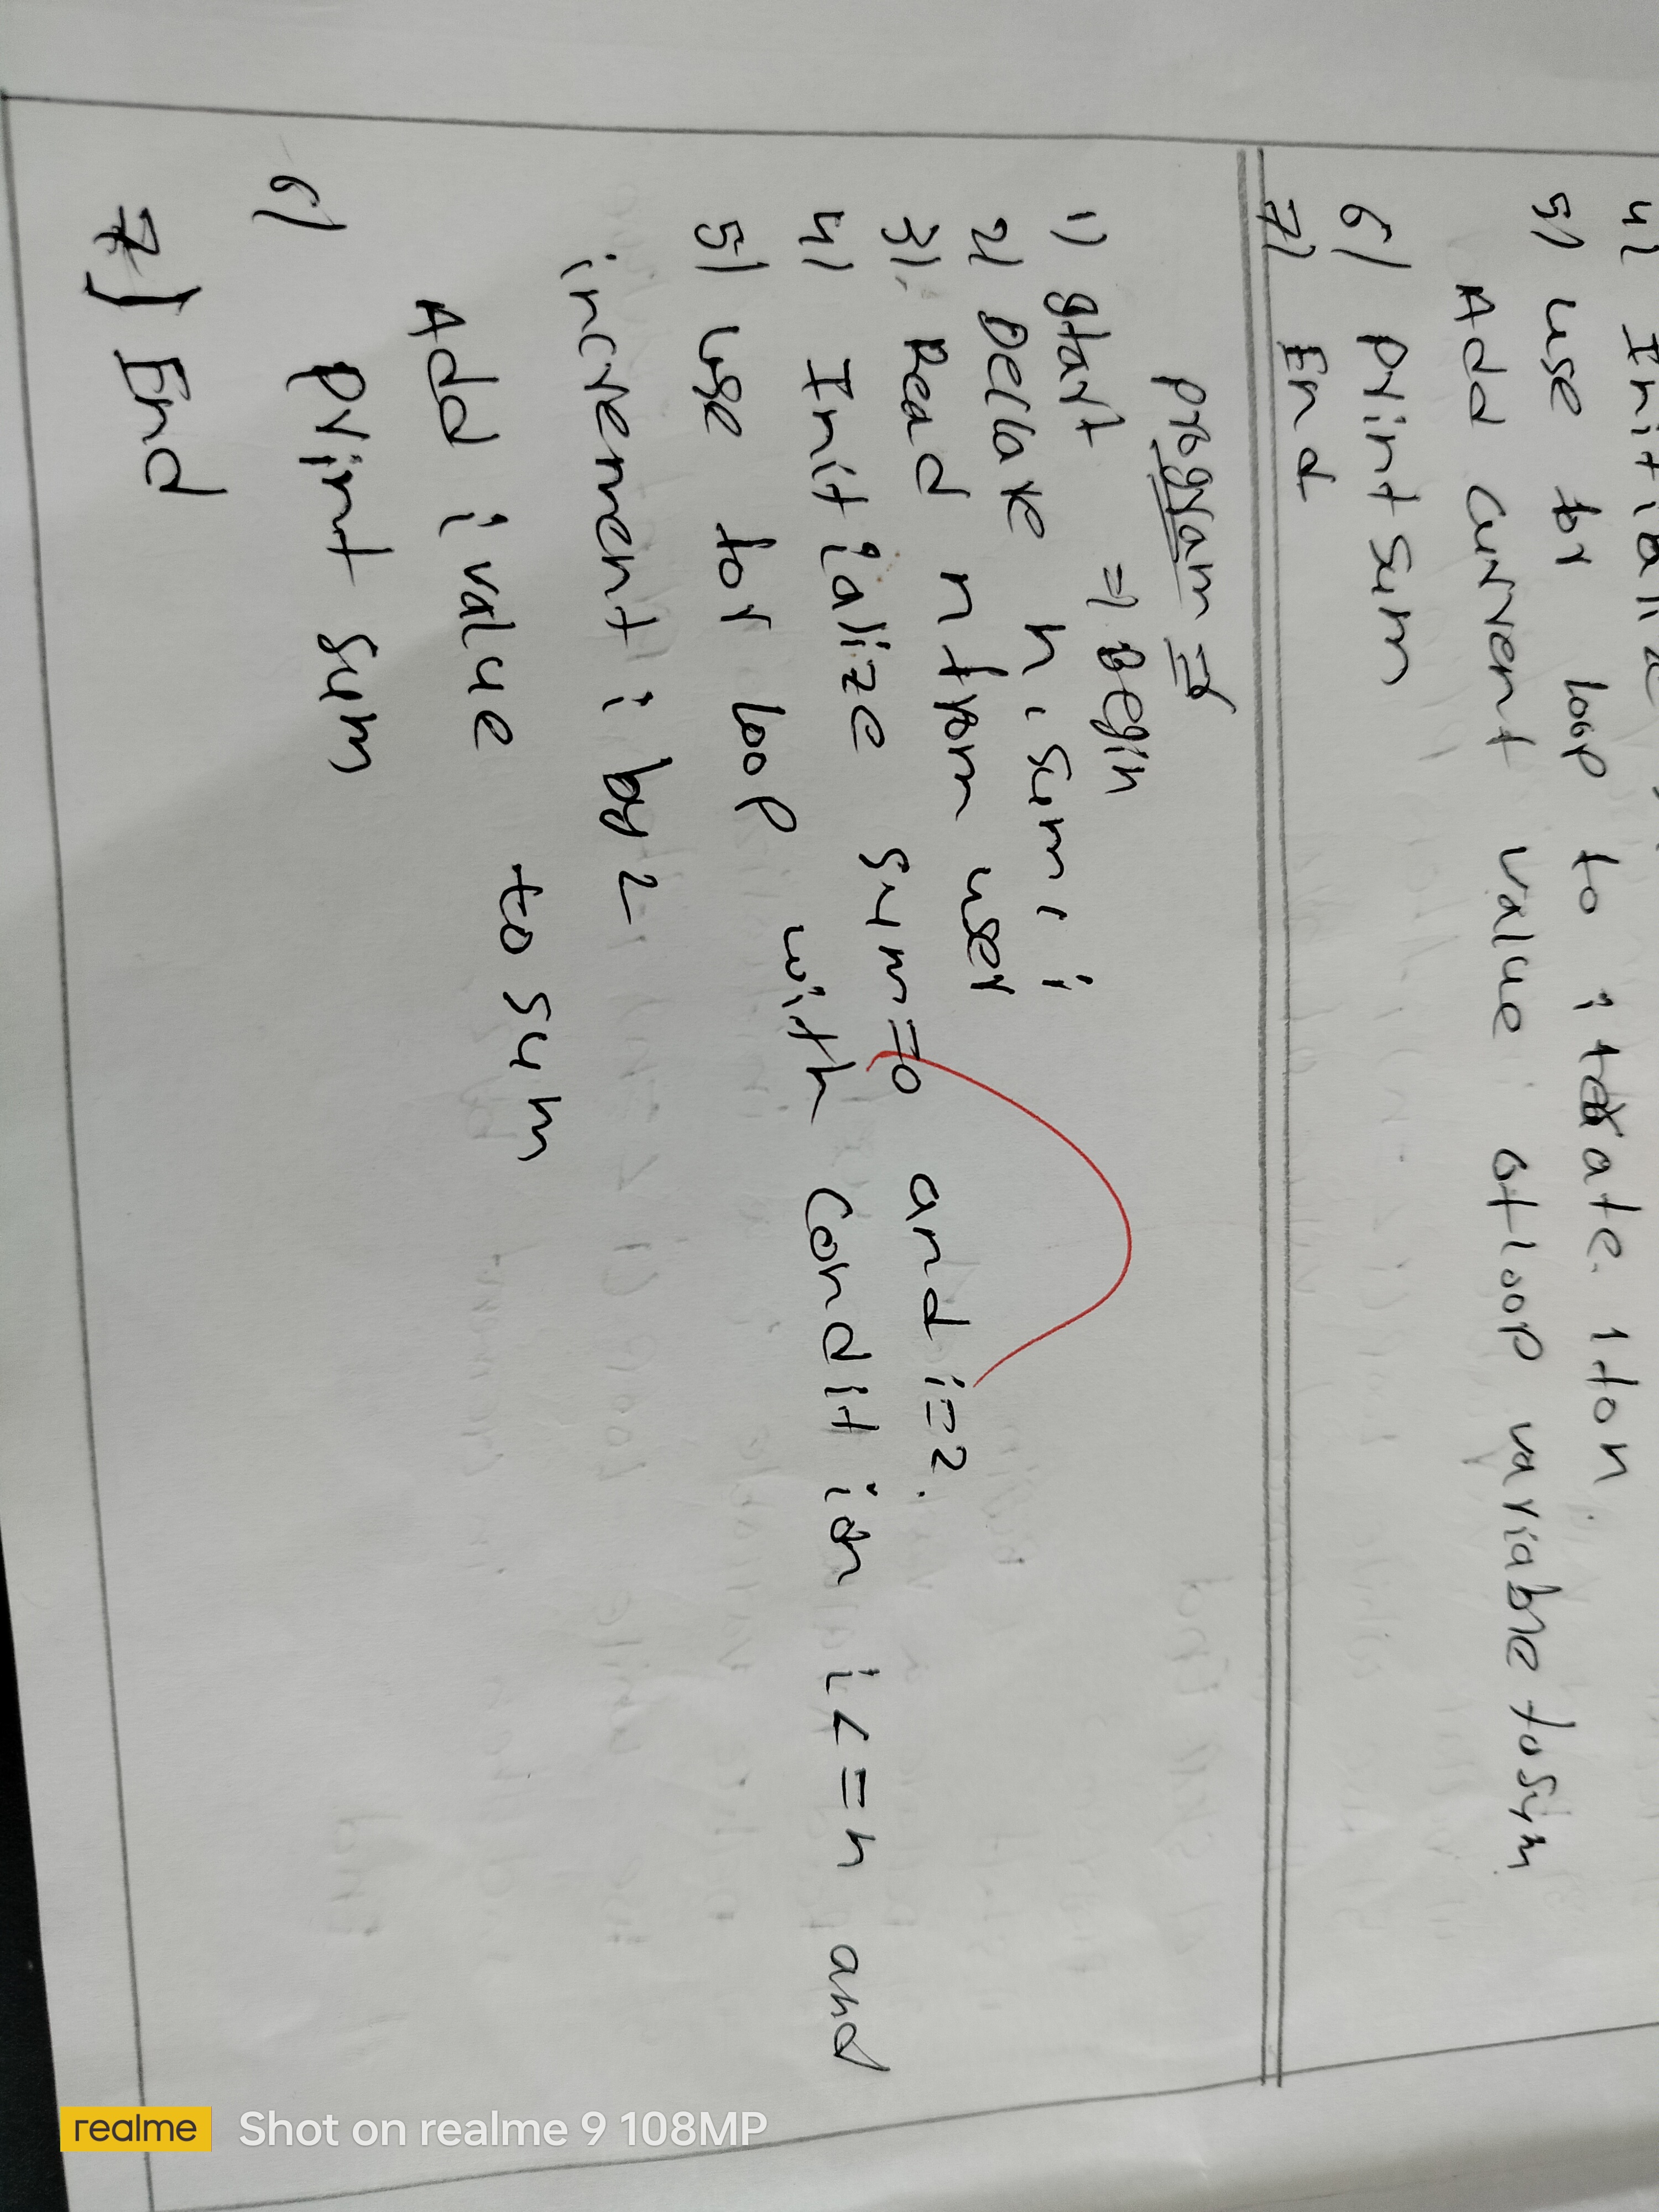 4) Initialize
5) use for loop to iterate. 1 to n
Add current value of loop variable to sum
6) print sum
7) End
program ⇒
1) start ⇒ Begin
2) Declare n, sum, i
3) Read n from user
4) Initialize sum=0 and i=2.
5) use for loop with condition i<=n and
increment i by 2
Add i value to sum
6) print sum
7) End
realme Shot on realme 9 108MP